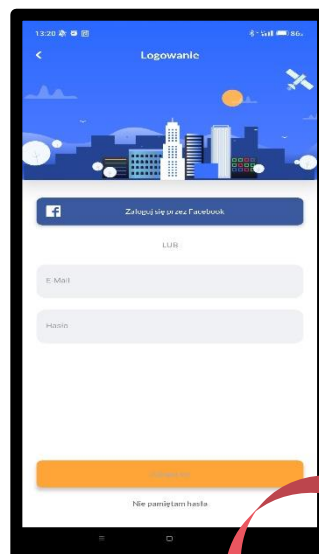 13:20
Logowanie
Zaloguj się przez Facebook
LUB
E-Mail
Hasło
Nie pamiętam hasła